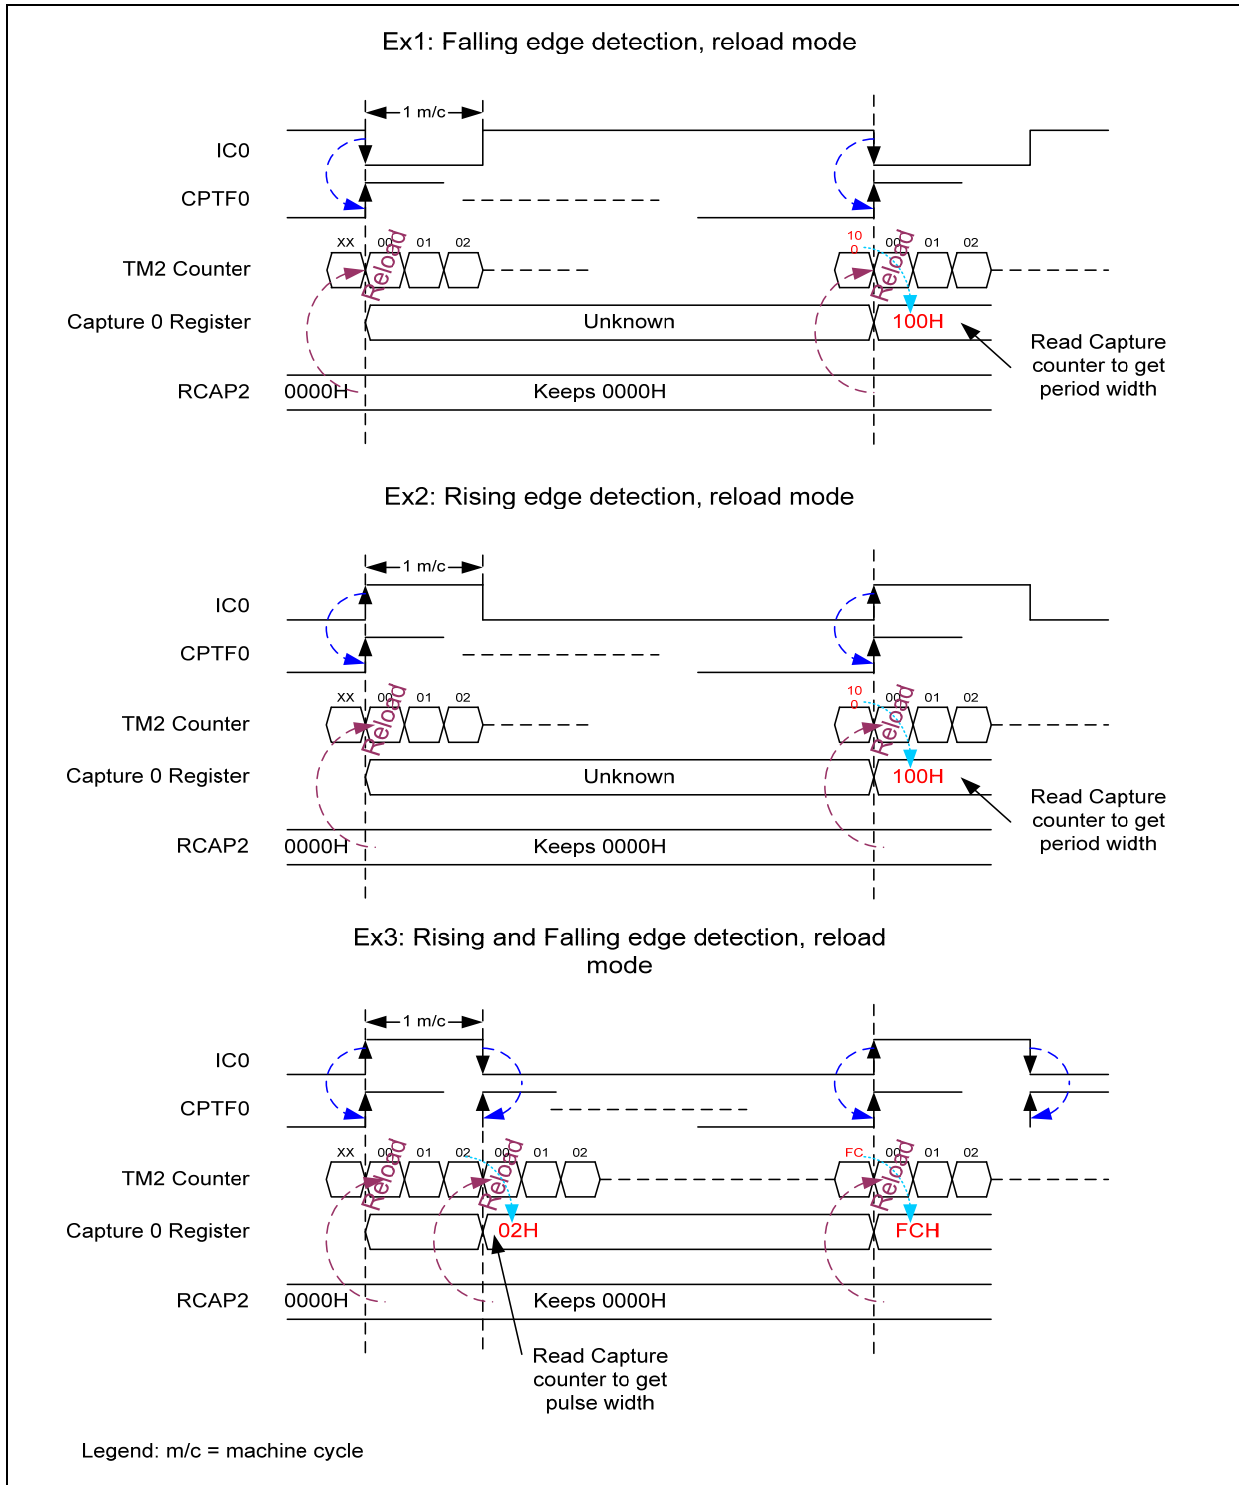 Ex1: Falling edge detection, reload mode
1 m/c
IC0
CPTF0
XX 00 01 02 10 00 01 02
0
TM2 Counter
Reload Reload
Capture 0 Register
Unknown
100H
Read Capture
counter to get
period width
RCAP2
0000H
Keeps 0000H
Ex2: Rising edge detection, reload mode
1 m/c
IC0
CPTF0
XX 00 01 02 10 00 01 02
0
TM2 Counter
Reload Reload
Capture 0 Register
Unknown
100H
Read Capture
counter to get
period width
RCAP2
0000H
Keeps 0000H
Ex3: Rising and Falling edge detection, reload
mode
1 m/c
IC0
CPTF0
XX 00 01 02 00 01 02 FC 00 01 02
TM2 Counter
Reload Reload Reload
Capture 0 Register
02H
FCH
RCAP2
0000H
Keeps 0000H
Read Capture
counter to get
pulse width
Legend: m/c = machine cycle